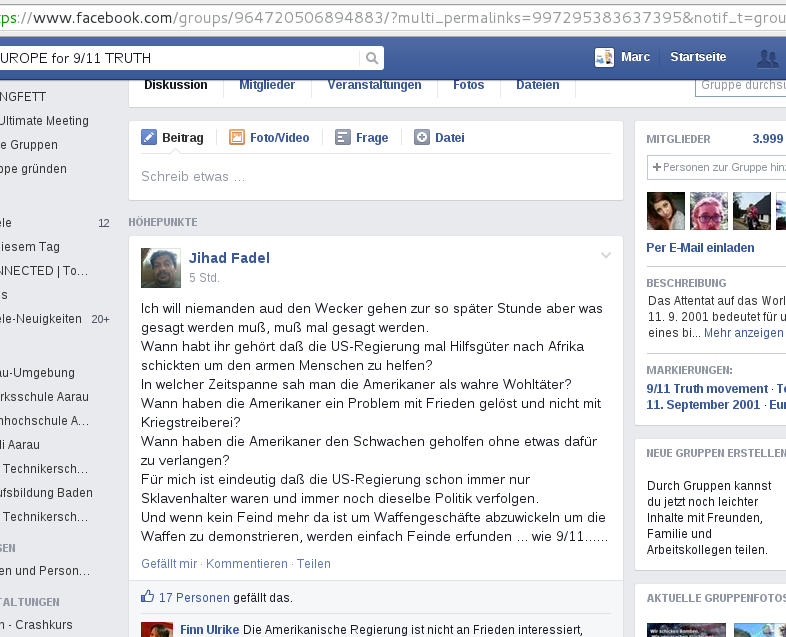 ps://www.facebook.com/groups/964720506894883/?multi_permalinks=997295383637395&notif_t=grou
UROPE for 9/11 TRUTH
Marc
Startseite
Diskussion
Mitglieder
Veranstaltungen
Fotos
Dateien
Gruppe durchsu
NGFETT
Ultimate Meeting
e Gruppen
ppe gründen
ele 12
iesem Tag
NNECTED | To...
s
ele-Neuigkeiten 20+
au-Umgebung
rksschule Aarau
nhochschule A...
li Aarau
Technikersch...
ufsbildung Baden
Technikersch...
SEN
en und Person...
TALTUNGEN
n - Crashkurs
Beitrag
Foto/Video
Frage
Datei
Schreib etwas ...
HÖHEPUNKTE
Jihad Fadel
5 Std.
Ich will niemanden aud den Wecker gehen zur so später Stunde aber was
gesagt werden muß, muß mal gesagt werden.
Wann habt ihr gehört daß die US-Regierung mal Hilfsgüter nach Afrika
schickten um den armen Menschen zu helfen?
In welcher Zeitspanne sah man die Amerikaner als wahre Wohltäter?
Wann haben die Amerikaner ein Problem mit Frieden gelöst und nicht mit
Kriegstreiberei?
Wann haben die Amerikaner den Schwachen geholfen ohne etwas dafür
zu verlangen?
Für mich ist eindeutig daß die US-Regierung schon immer nur
Sklavenhalter waren und immer noch dieselbe Politik verfolgen.
Und wenn kein Feind mehr da ist um Waffengeschäfte abzuwickeln um die
Waffen zu demonstrieren, werden einfach Feinde erfunden ... wie 9/11......
Gefällt mir · Kommentieren · Teilen
17 Personen gefällt das.
Finn Ulrike Die Amerikanische Regierung ist nicht an Frieden interessiert,
MITGLIEDER 3.999
+Personen zur Gruppe hin
Per E-Mail einladen
BESCHREIBUNG
Das Attentat auf das Worl
11. 9. 2001 bedeutet für u
eines bi... Mehr anzeigen
MARKIERUNGEN:
9/11 Truth movement · T
11. September 2001 · Eur
NEUE GRUPPEN ERSTELLEN
Durch Gruppen kannst
du jetzt noch leichter
Inhalte mit Freunden,
Familie und
Arbeitskollegen teilen.
AKTUELLE GRUPPENFOTOS
Wir schicken Bomben.